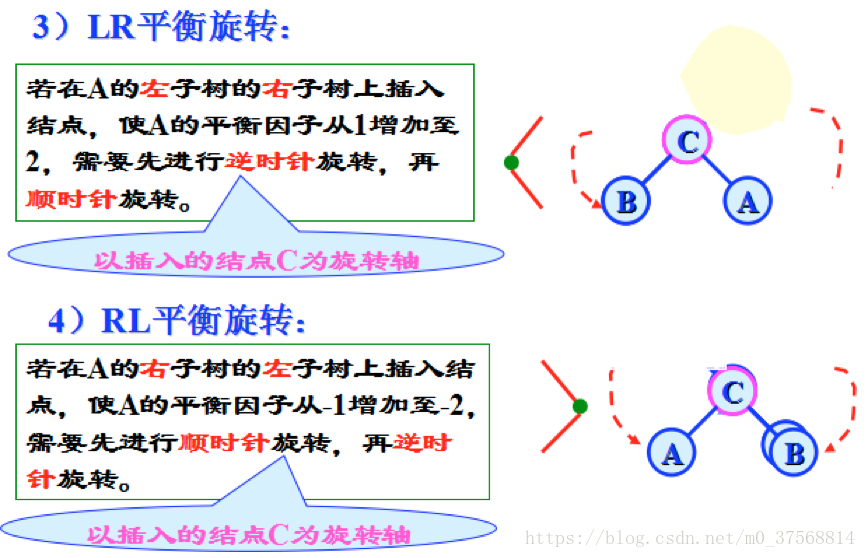 3）LR平衡旋转：
若在A的左子树的右子树上插入
结点，使A的平衡因子从1增加至
2，需要先进行逆时针旋转，再
顺时针旋转。
以插入的结点C为旋转轴
C
B
A
4）RL平衡旋转：
若在A的右子树的左子树上插入结
点，使A的平衡因子从-1增加至-2，
需要先进行顺时针旋转，再逆时
针旋转。
以插入的结点C为旋转轴
C
A
B
https://blog.csdn.net/m0_37568814